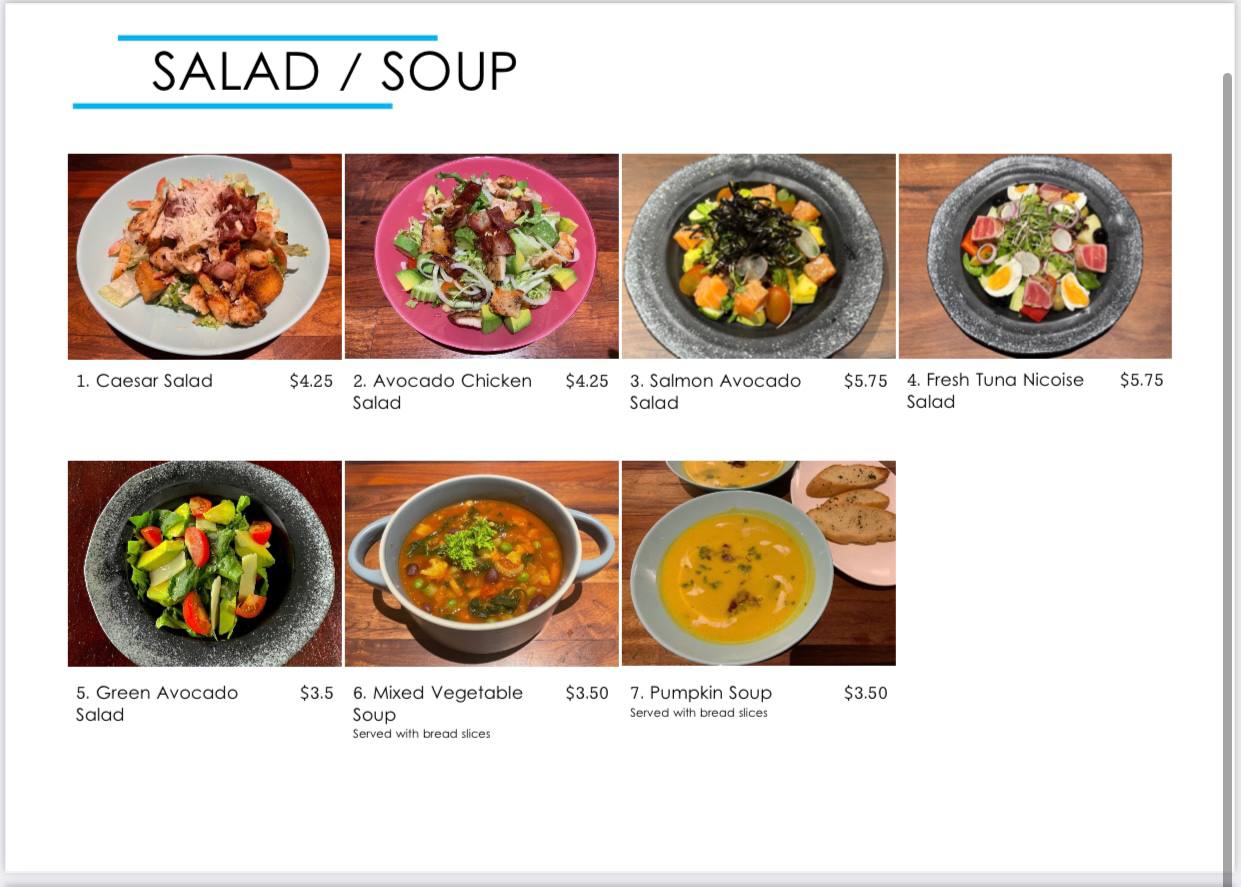 SALAD / SOUP
1. Caesar Salad $4.25
2. Avocado Chicken $4.25
Salad
3. Salmon Avocado $5.75
Salad
4. Fresh Tuna Nicoise $5.75
Salad
5. Green Avocado $3.5
Salad
6. Mixed Vegetable $3.50
Soup
Served with bread slices
7. Pumpkin Soup $3.50
Served with bread slices